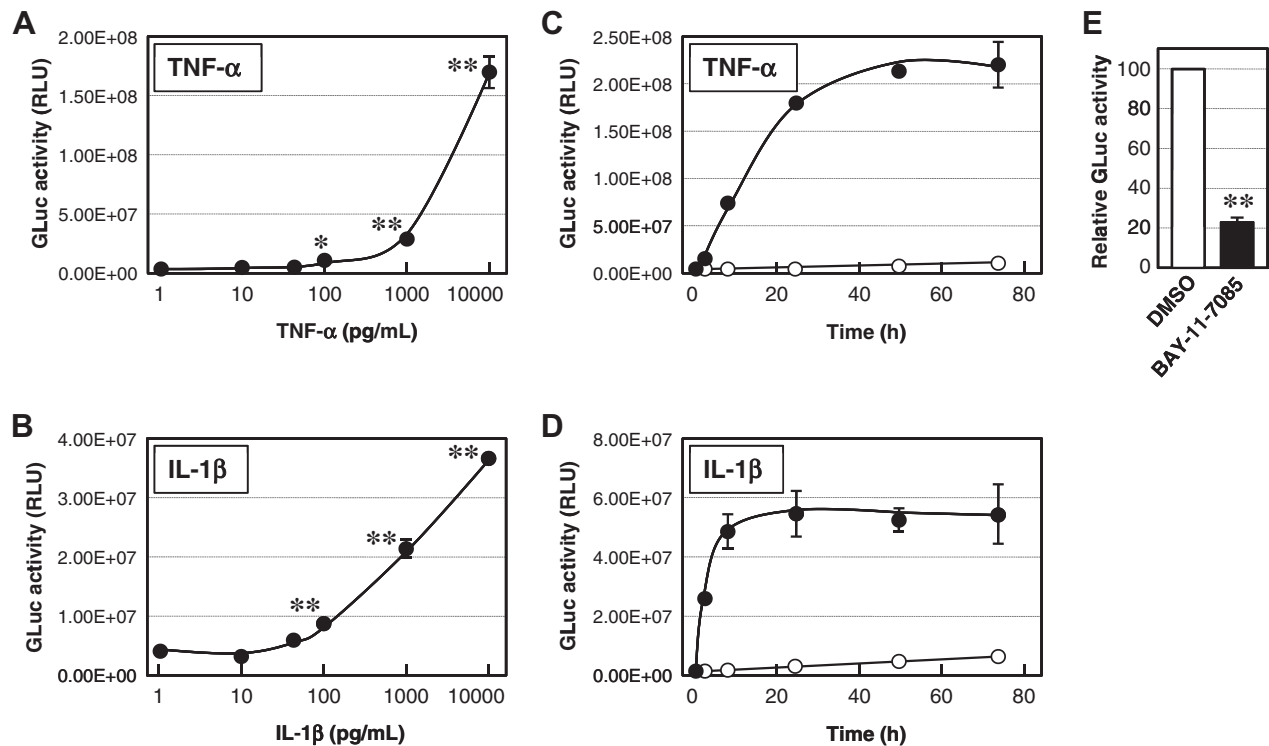 A
GLuc activity (RLU)
2.00E+08
1.50E+08
1.00E+08
5.00E+07
0.00E+00
TNF-α
**
*
**
1 10 100 1000 10000
TNF-α (pg/mL)
C
GLuc activity (RLU)
2.50E+08
2.00E+08
1.50E+08
1.00E+08
5.00E+07
0.00E+00
TNF-α
0 20 40 60 80
Time (h)
E
Relative GLuc activity
100
80
60
40
20
0
**
DMSO
BAY-11-7085
B
GLuc activity (RLU)
4.00E+07
3.00E+07
2.00E+07
1.00E+07
0.00E+00
IL-1β
**
**
**
1 10 100 1000 10000
IL-1β (pg/mL)
D
GLuc activity (RLU)
8.00E+07
6.00E+07
4.00E+07
2.00E+07
0.00E+00
IL-1β
0 20 40 60 80
Time (h)